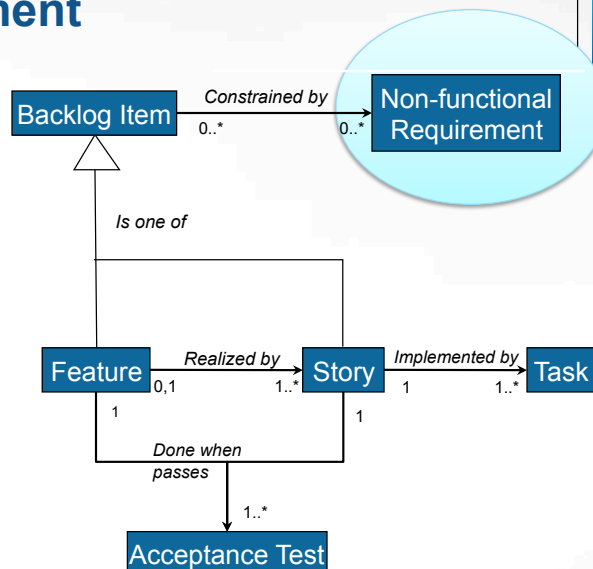 ment
Backlog Item
Constrained by
0..*
0..*
Non-functional
Requirement
Is one of
Feature
Realized by
0,1
1..*
Story
Implemented by
1
1..*
Task
1
1
Done when
passes
1..*
Acceptance Test